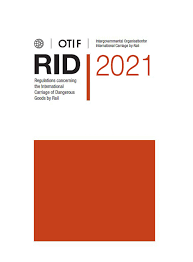 OTIF
Intergovernmental Organisation for
International Carriage by Rail
RID 2021
Regulations concerning
the International
Carriage of Dangerous
Goods by Rail